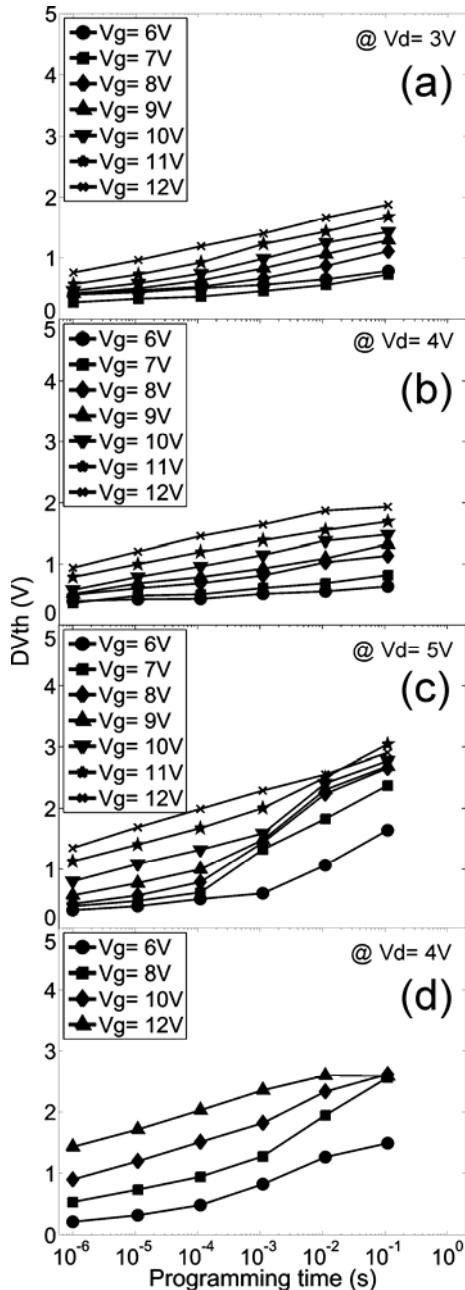 5
4
3
2
1
0
Vg= 6V
Vg= 7V
Vg= 8V
Vg= 9V
Vg= 10V
Vg= 11V
Vg= 12V
@ Vd= 3V
(a)
5
4
3
2
1
0
Vg= 6V
Vg= 7V
Vg= 8V
Vg= 9V
Vg= 10V
Vg= 11V
Vg= 12V
@ Vd= 4V
(b)
DVth (V)
5
4
3
2
1
0
Vg= 6V
Vg= 7V
Vg= 8V
Vg= 9V
Vg= 10V
Vg= 11V
Vg= 12V
@ Vd= 5V
(c)
5
4
3
2
1
0
Vg= 6V
Vg= 8V
Vg= 10V
Vg= 12V
@ Vd= 4V
(d)
10⁻⁶ 10⁻⁵ 10⁻⁴ 10⁻³ 10⁻² 10⁻¹ 10⁰
Programming time (s)